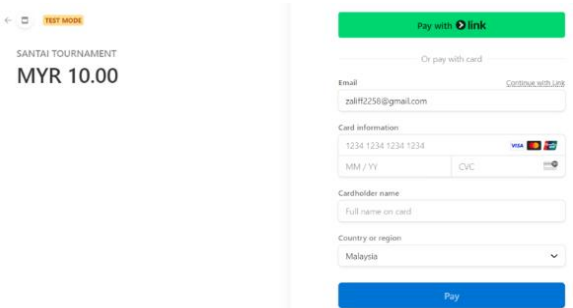 TEST MODE
SANTAI TOURNAMENT
MYR 10.00
Pay with link
Or pay with card
Email
Continue with Link
zaliff2258@gmail.com
Card information
1234 1234 1234 1234
VISA
MM / YY
CVC
Cardholder name
Full name on card
Country or region
Malaysia
Pay